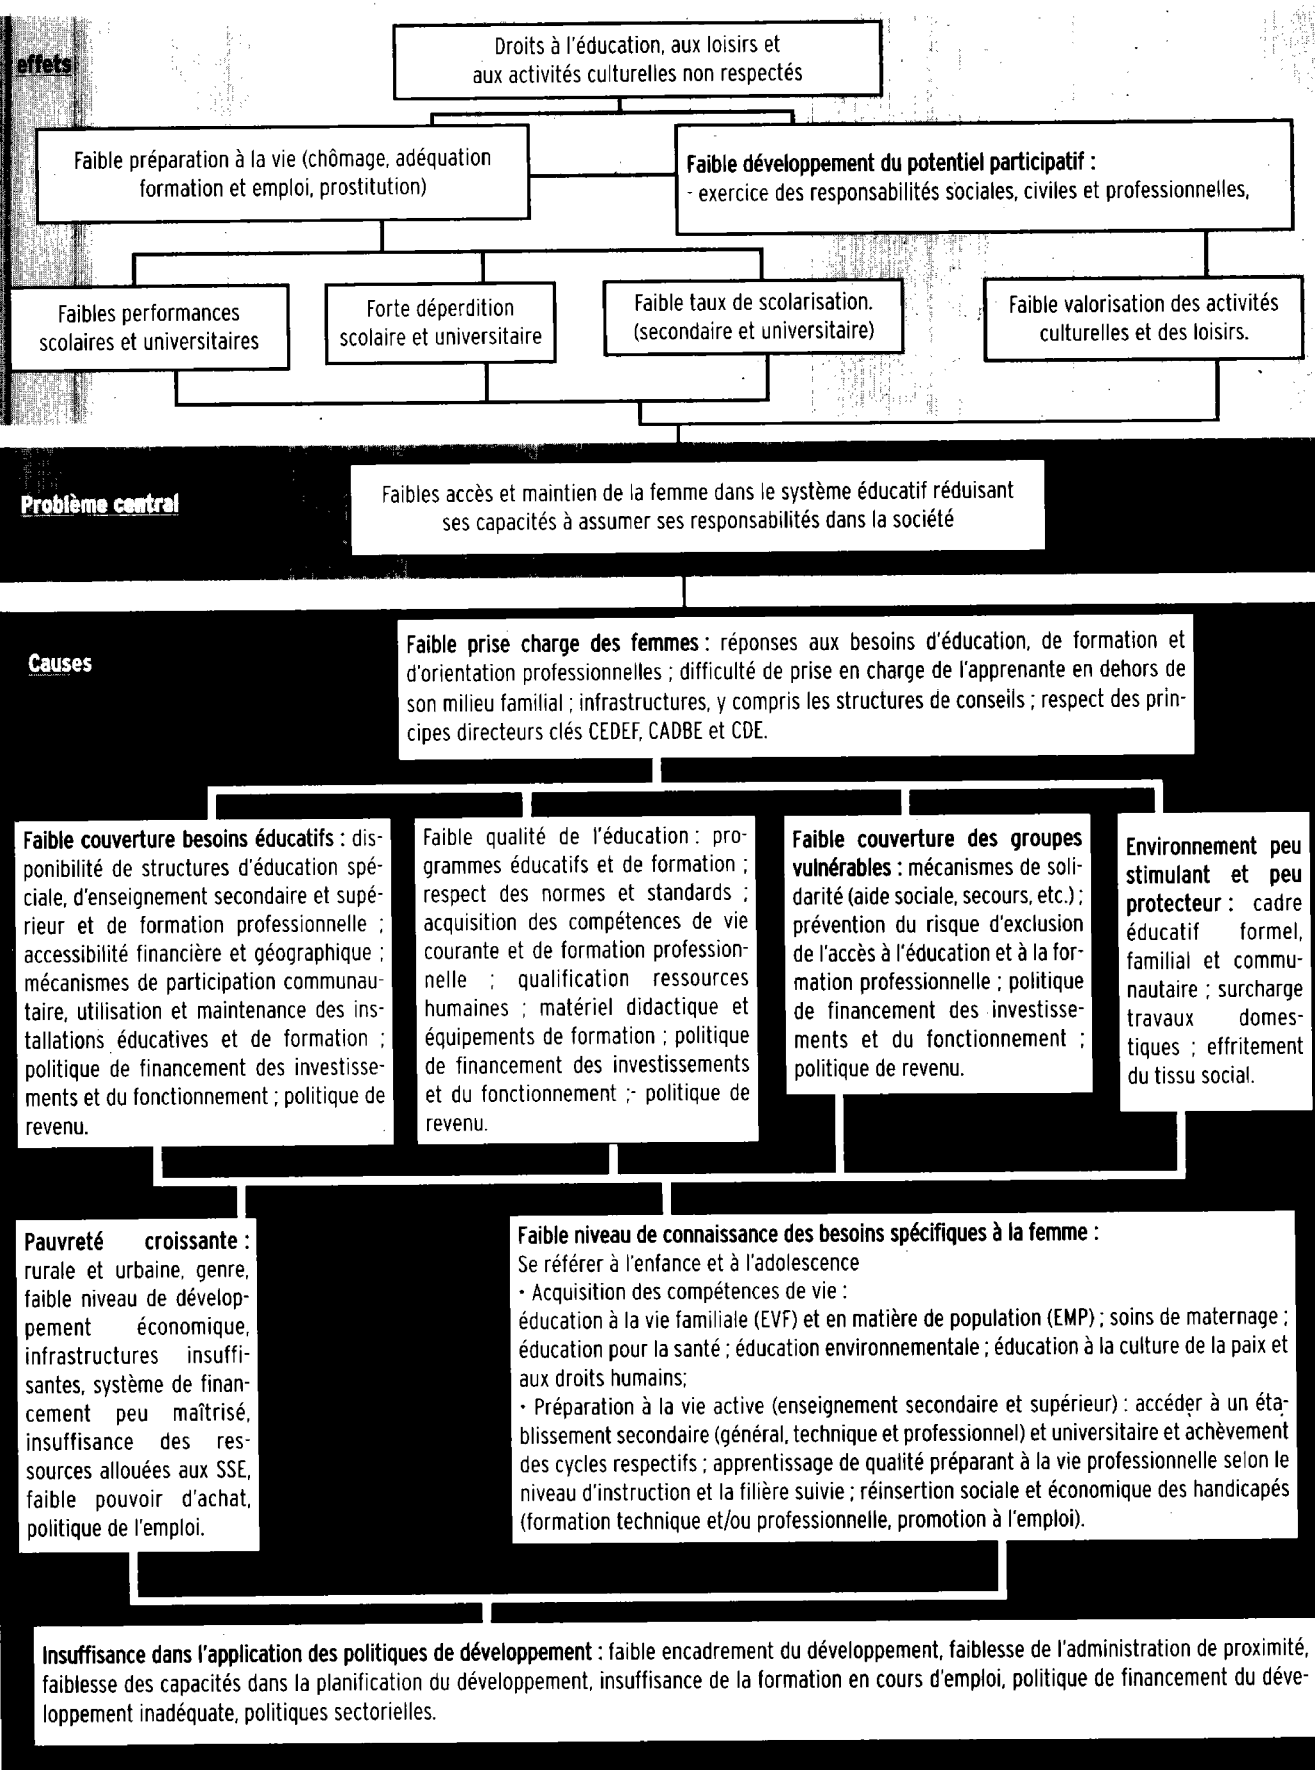 effets
Droits à l'éducation, aux loisirs et
aux activités culturelles non respectés
Faible préparation à la vie (chômage, adéquation
formation et emploi, prostitution)
Faible développement du potentiel participatif :
- exercice des responsabilités sociales, civiles et professionnelles,
Faibles performances
scolaires et universitaires
Forte déperdition
scolaire et universitaire
Faible taux de scolarisation.
(secondaire et universitaire)
Faible valorisation des activités
culturelles et des loisirs.
Problème central
Faibles accès et maintien de la femme dans le système éducatif réduisant
ses capacités à assumer ses responsabilités dans la société
Causes
Faible prise charge des femmes : réponses aux besoins d'éducation, de formation et
d'orientation professionnelles ; difficulté de prise en charge de l'apprenante en dehors de
son milieu familial ; infrastructures, y compris les structures de conseils ; respect des prin-
cipes directeurs clés CEDEF, CADBE et CDE.
Faible couverture besoins éducatifs : dis-
ponibilité de structures d'éducation spé-
ciale, d'enseignement secondaire et supé-
rieur et de formation professionnelle ;
accessibilité financière et géographique ;
mécanismes de participation communau-
taire, utilisation et maintenance des ins-
tallations éducatives et de formation ;
politique de financement des investisse-
ments et du fonctionnement ; politique de
revenu.
Faible qualité de l'éducation : pro-
grammes éducatifs et de formation ;
respect des normes et standards ;
acquisition des compétences de vie
courante et de formation profession-
nelle ; qualification ressources
humaines ; matériel didactique et
équipements de formation ; politique
de financement des investissements
et du fonctionnement ;- politique de
revenu.
Faible couverture des groupes
vulnérables : mécanismes de soli-
darité (aide sociale, secours, etc.) ;
prévention du risque d'exclusion
de l'accès à l'éducation et à la for-
mation professionnelle ; politique
de financement des investisse-
ments et du fonctionnement ;
politique de revenu.
Environnement peu
stimulant et peu
protecteur : cadre
éducatif formel,
familial et commu-
nautaire ; surcharge
travaux domes-
tiques ; effritement
du tissu social.
Pauvreté croissante :
rurale et urbaine, genre,
faible niveau de dévelop-
pement économique,
infrastructures insuffi-
santes, système de finan-
cement peu maîtrisé,
insuffisance des res-
sources allouées aux SSE,
faible pouvoir d'achat,
politique de l'emploi.
Faible niveau de connaissance des besoins spécifiques à la femme :
Se référer à l'enfance et à l'adolescence
• Acquisition des compétences de vie :
éducation à la vie familiale (EVF) et en matière de population (EMP) ; soins de maternage ;
éducation pour la santé ; éducation environnementale ; éducation à la culture de la paix et
aux droits humains;
• Préparation à la vie active (enseignement secondaire et supérieur) : accéder à un éta-
blissement secondaire (général, technique et professionnel) et universitaire et achèvement
des cycles respectifs ; apprentissage de qualité préparant à la vie professionnelle selon le
niveau d'instruction et la filière suivie ; réinsertion sociale et économique des handicapés
(formation technique et/ou professionnelle, promotion à l'emploi).
Insuffisance dans l'application des politiques de développement : faible encadrement du développement, faiblesse de l'administration de proximité,
faiblesse des capacités dans la planification du développement, insuffisance de la formation en cours d'emploi, politique de financement du déve-
loppement inadéquate, politiques sectorielles.